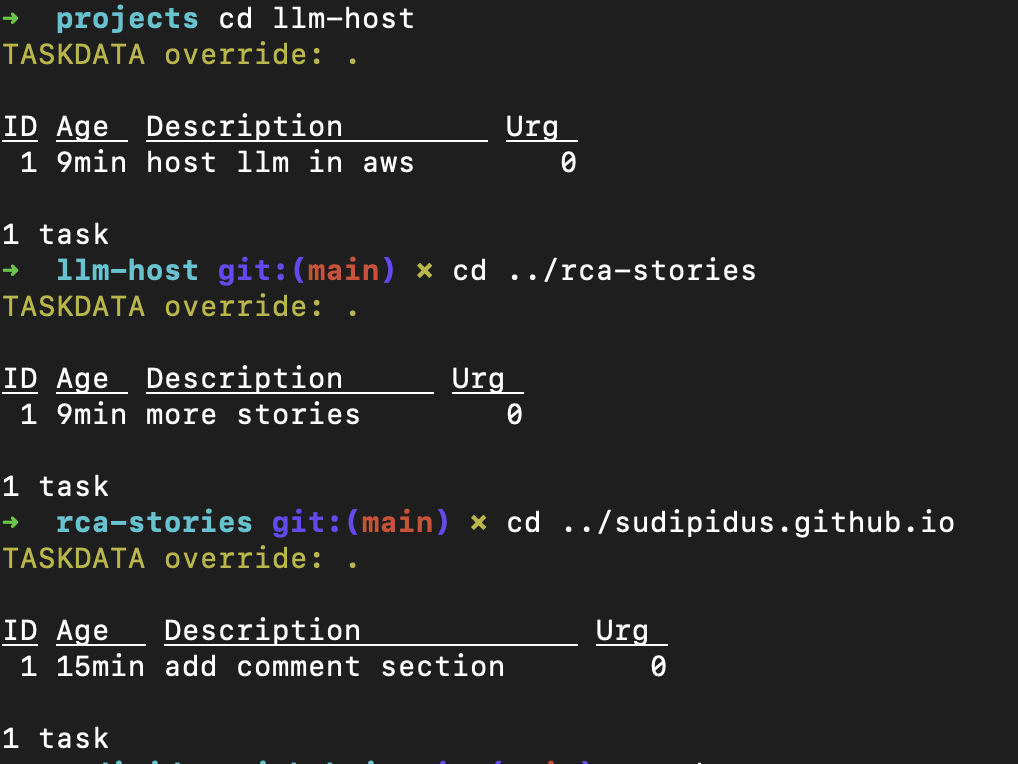 ➜ projects cd llm-host
TASKDATA override: .
ID Age Description Urg
1 9min host llm in aws 0
1 task
➜ llm-host git:(main) ✗ cd ../rca-stories
TASKDATA override: .
ID Age Description Urg
1 9min more stories 0
1 task
➜ rca-stories git:(main) ✗ cd ../sudipidus.github.io
TASKDATA override: .
ID Age Description Urg
1 15min add comment section 0
1 task